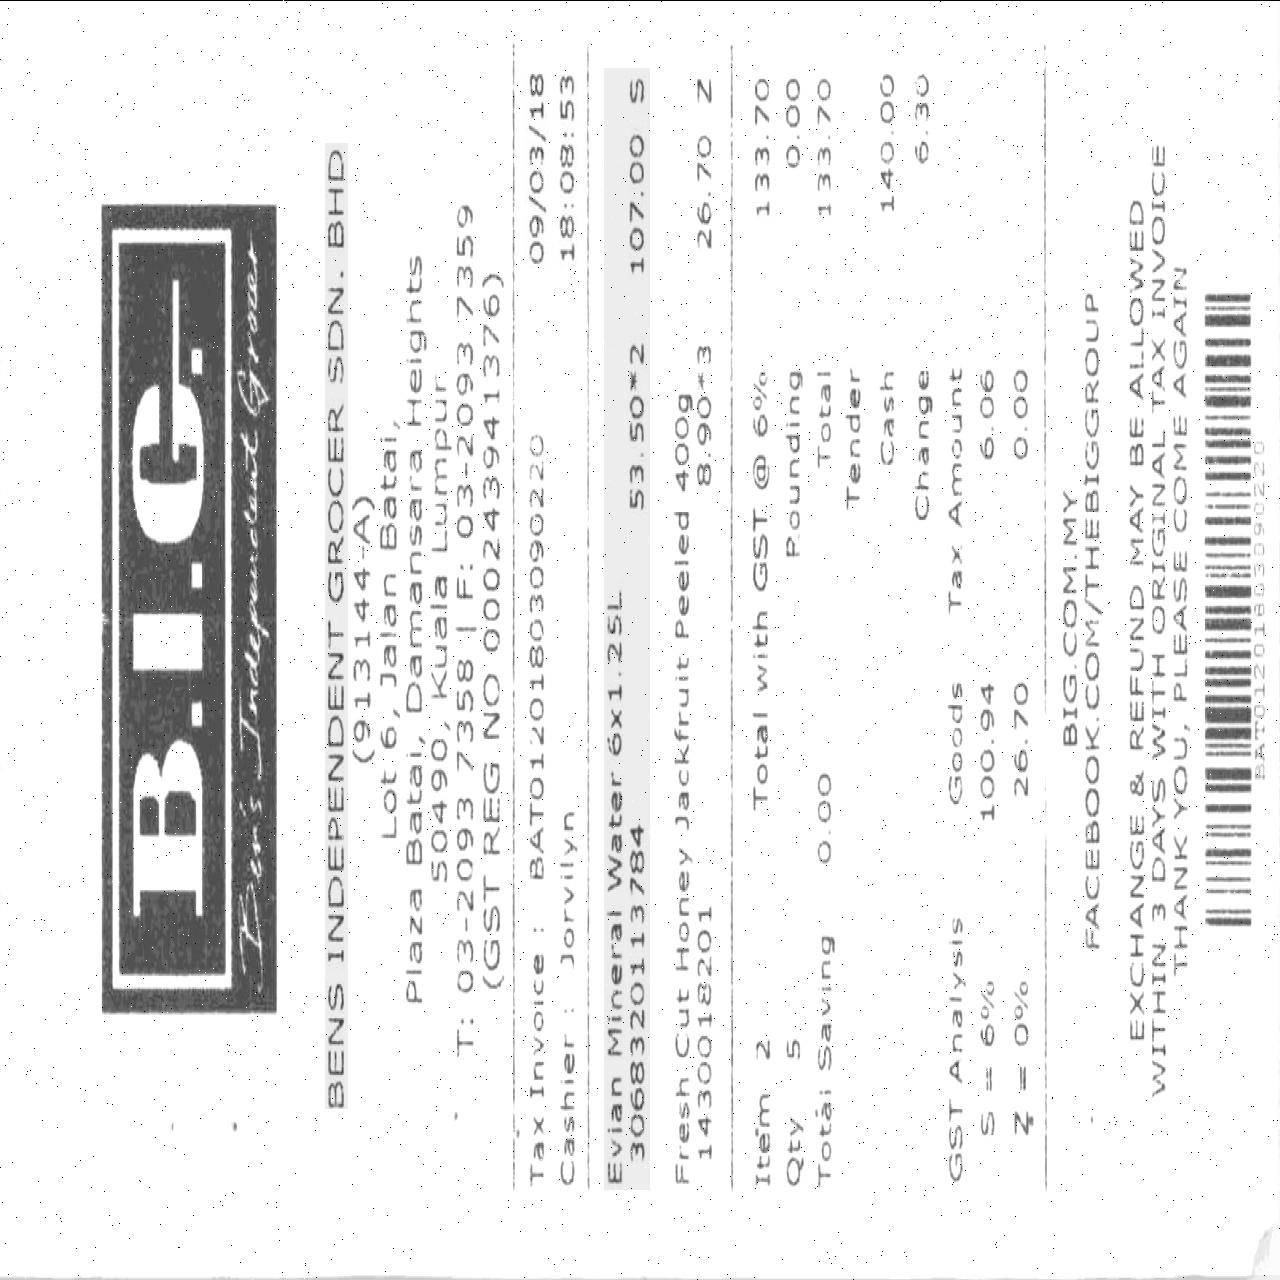 B.I.G.
Ben's Independent Grocer
BENS INDEPENDENT GROCER SDN. BHD
(913144-A)
Lot 6, Jalan Batai,
Plaza Batai, Damansara Heights
50490, Kuala Lumpur
T: 03-2093 7358 | F: 03-2093 7359
(GST REG NO 000243941376)
Tax Invoice : BAT01201803090220 09/03/18
Cashier : Jorvilyn 18:08:53
Evian Mineral Water 6x1.25L
3068320113784 53.50*2 107.00 S
Fresh Cut Honey Jackfruit Peeled 400g
14300182201 8.90*3 26.70 Z
Item 2 Total with GST @ 6% 133.70
Qty 5 Rounding 0.00
Total Saving 0.00 Total 133.70
Tender
Cash 140.00
Change 6.30
GST Analysis Goods Tax Amount
S = 6% 100.94 6.06
Z = 0% 26.70 0.00
BIG.COM.MY
FACEBOOK.COM/THEBIGGROUP
EXCHANGE & REFUND MAY BE ALLOWED
WITHIN 3 DAYS WITH ORIGINAL TAX INVOICE
THANK YOU, PLEASE COME AGAIN
BAT01201803090220